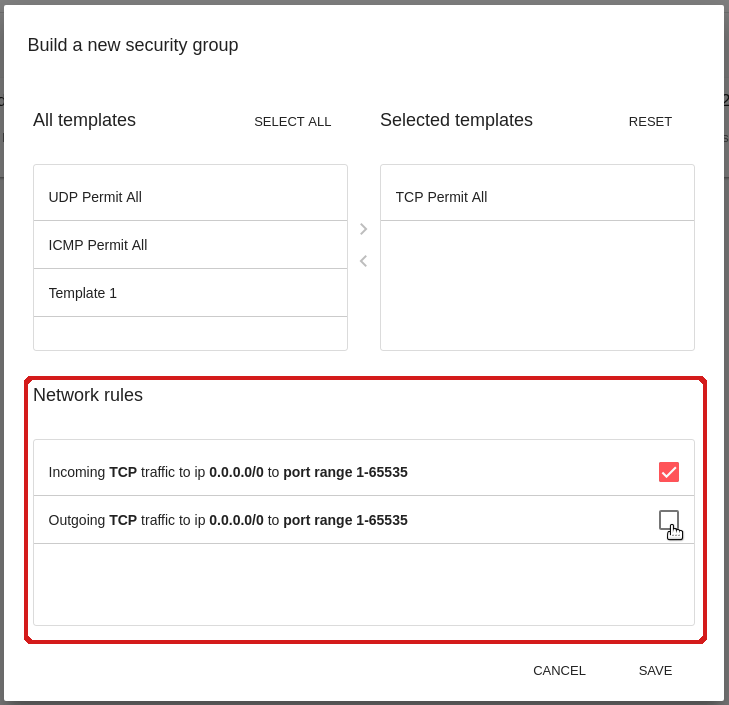 Build a new security group
All templates
SELECT ALL
UDP Permit All
ICMP Permit All
Template 1
Selected templates
RESET
TCP Permit All
Network rules
Incoming TCP traffic to ip 0.0.0.0/0 to port range 1-65535
Outgoing TCP traffic to ip 0.0.0.0/0 to port range 1-65535
CANCEL
SAVE